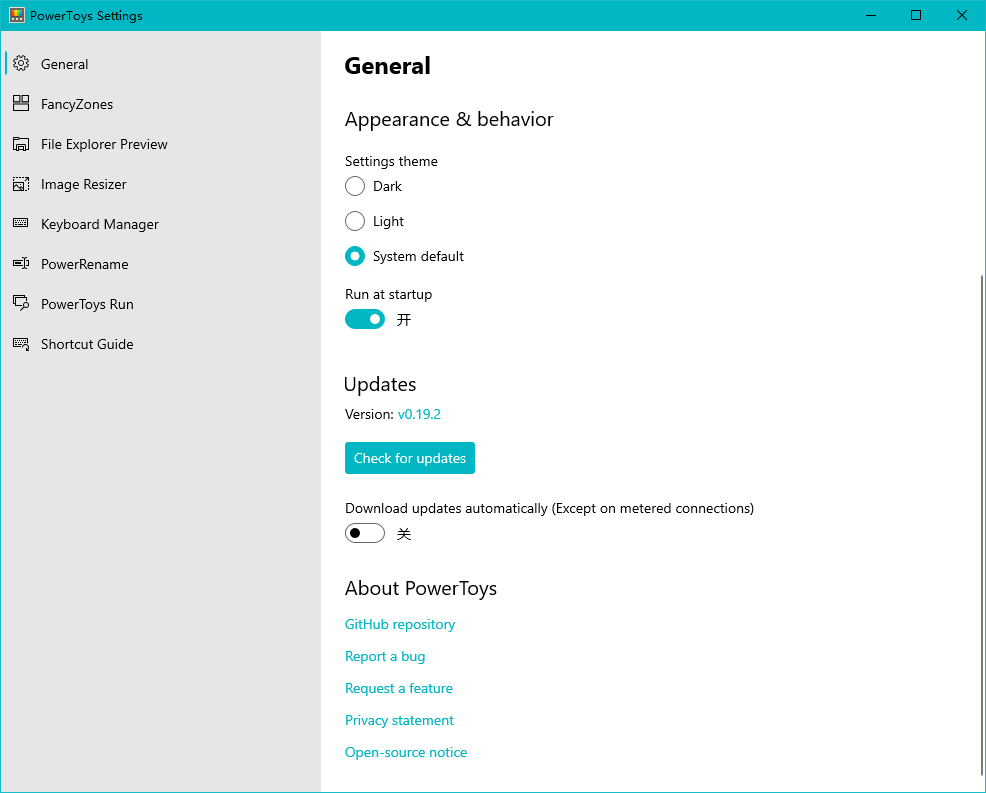 PowerToys Settings
General
FancyZones
File Explorer Preview
Image Resizer
Keyboard Manager
PowerRename
PowerToys Run
Shortcut Guide
General
Appearance & behavior
Settings theme
Dark
Light
System default
Run at startup
开
Updates
Version: v0.19.2
Check for updates
Download updates automatically (Except on metered connections)
关
About PowerToys
GitHub repository
Report a bug
Request a feature
Privacy statement
Open-source notice